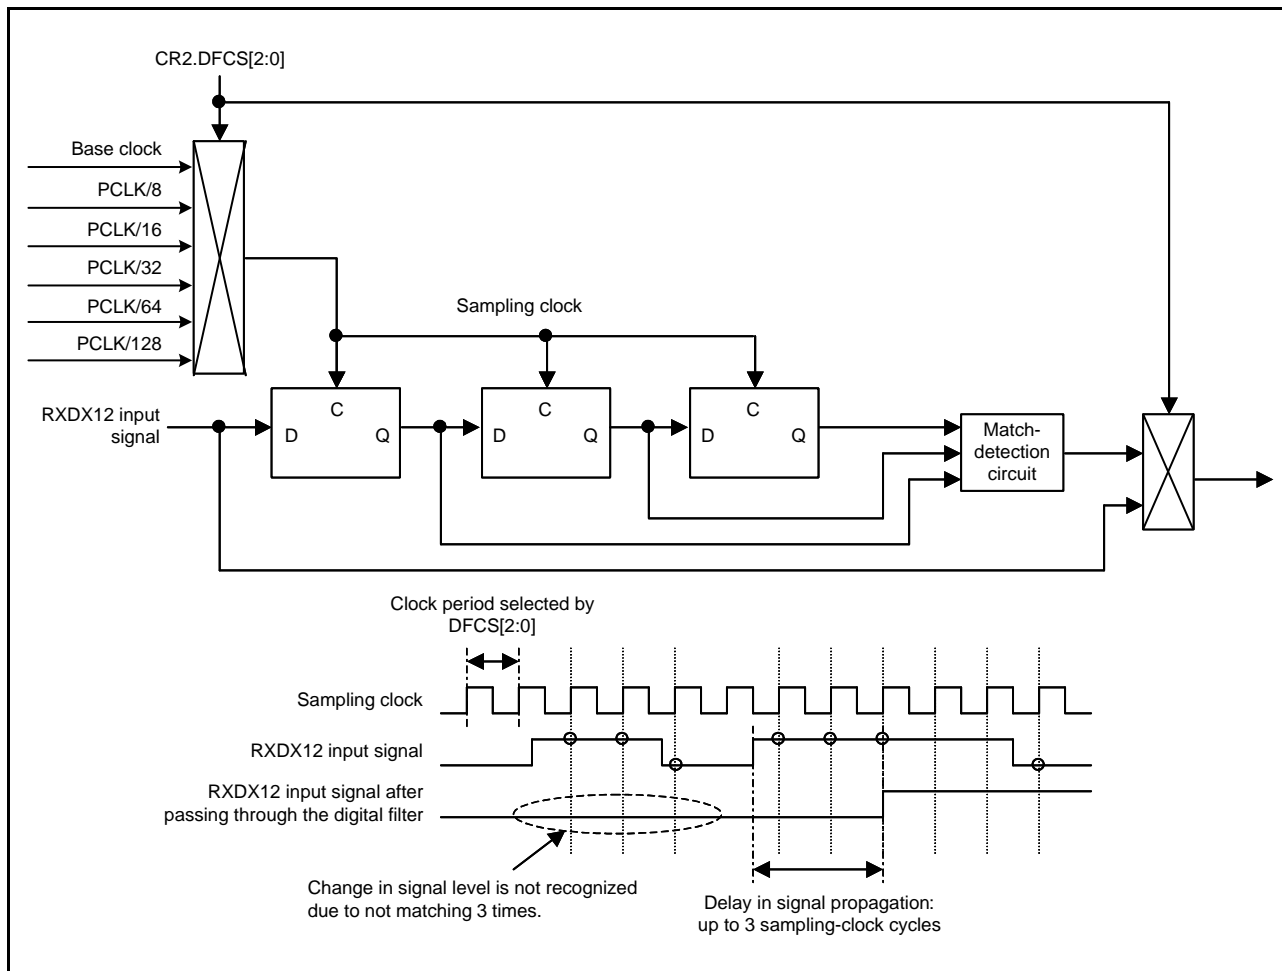 CR2.DFCS[2:0]
Base clock
PCLK/8
PCLK/16
PCLK/32
PCLK/64
PCLK/128
Sampling clock
RXDX12 input
signal
C
D
Q
C
D
Q
C
D
Q
Match-
detection
circuit
Clock period selected by
DFCS[2:0]
Sampling clock
RXDX12 input signal
RXDX12 input signal after
passing through the digital filter
Change in signal level is not recognized
due to not matching 3 times.
Delay in signal propagation:
up to 3 sampling-clock cycles